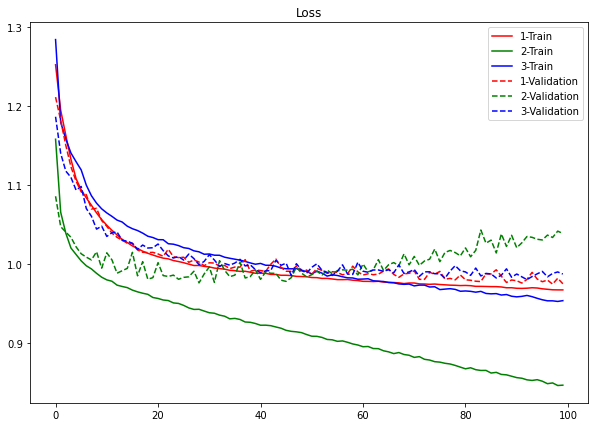 Loss
1.3
1.2
1.1
1.0
0.9
0
20
40
60
80
100
1-Train
2-Train
3-Train
1-Validation
2-Validation
3-Validation